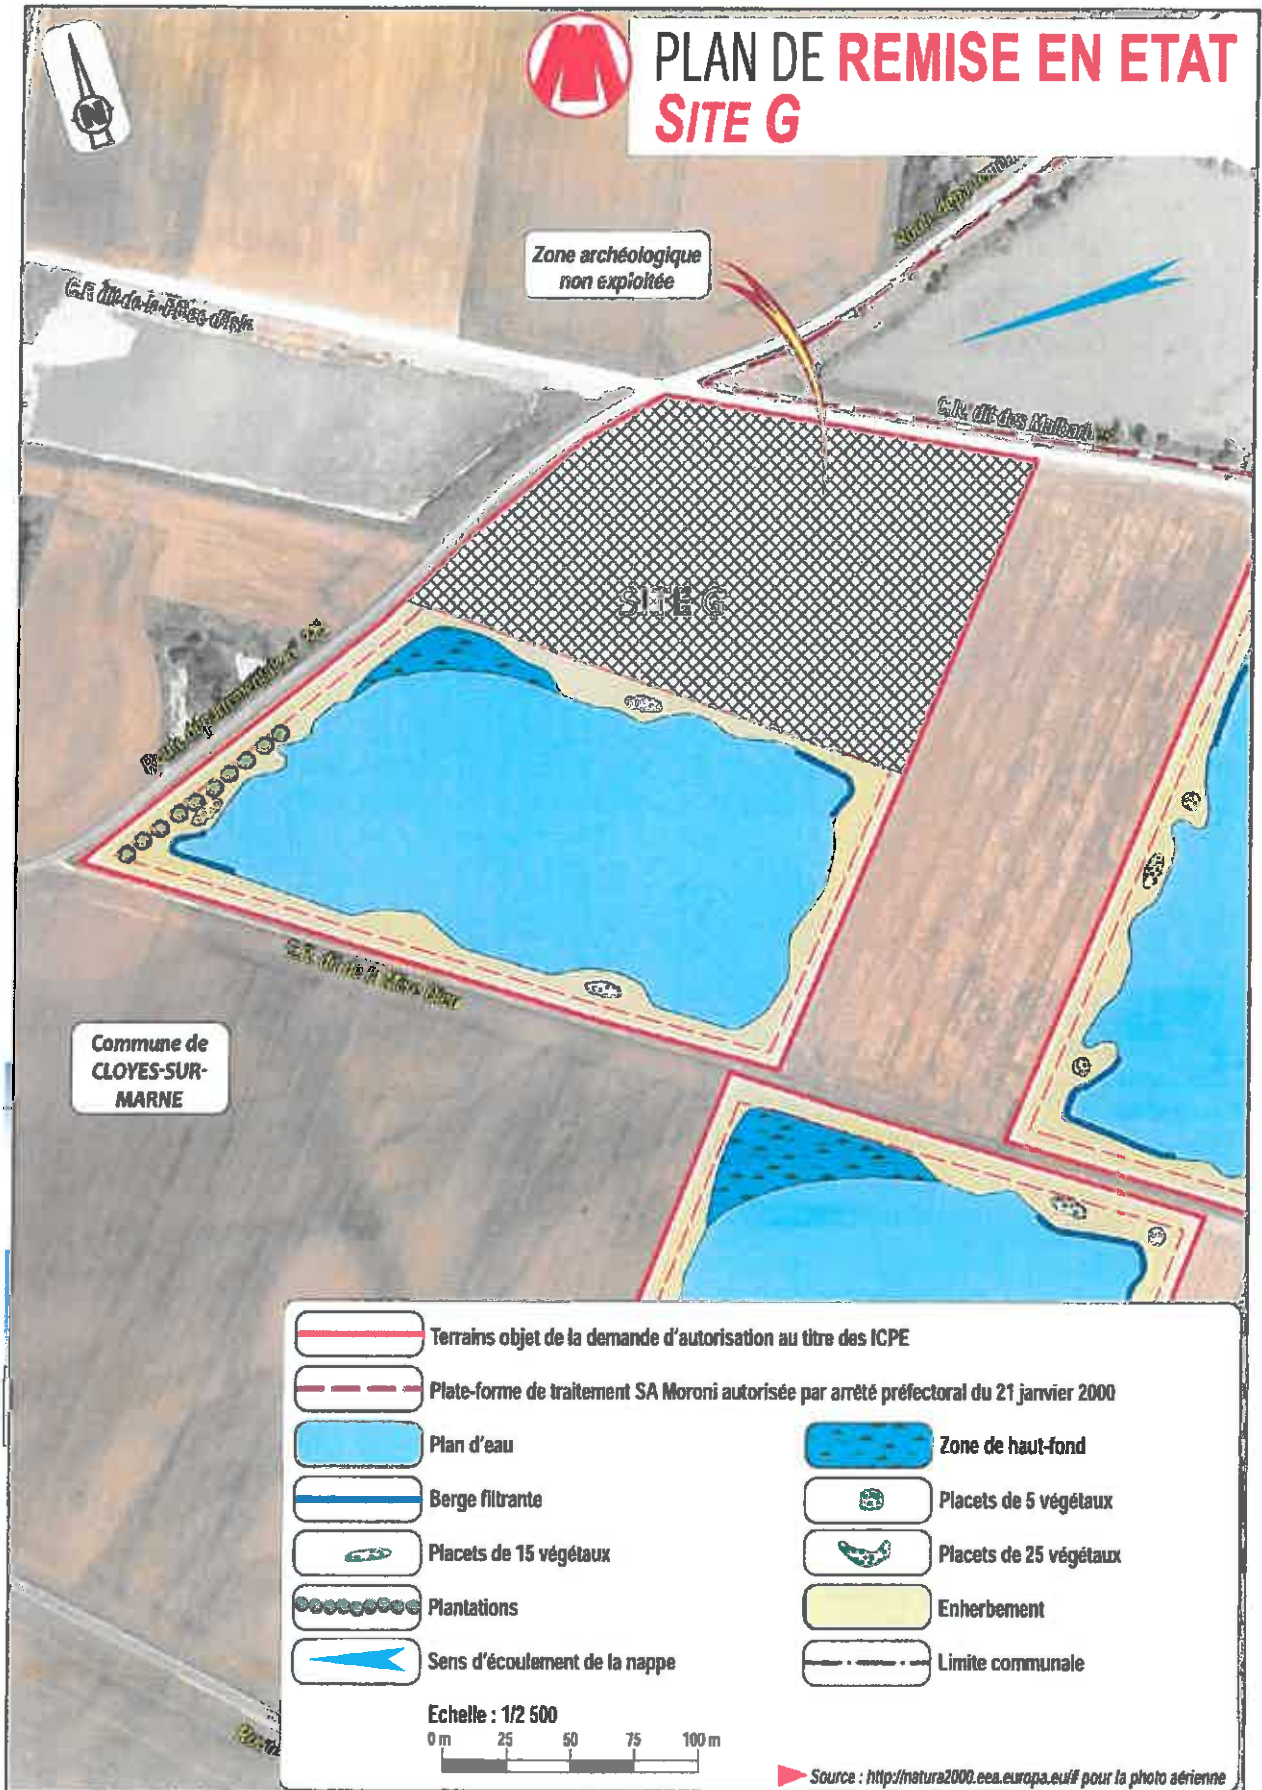 PLAN DE REMISE EN ETAT
SITE G
N
Zone archéologique
non exploitée
C.R. dit des
SITE G
Commune de
CLOYES-SUR-
MARNE
Terrains objet de la demande d'autorisation au titre des ICPE
Plate-forme de traitement SA Moroni autorisée par arrêté préfectoral du 21 janvier 2000
Plan d'eau
Zone de haut-fond
Berge filtrante
Placets de 5 végétaux
Placets de 15 végétaux
Placets de 25 végétaux
Plantations
Enherbement
Sens d'écoulement de la nappe
Limite communale
Echelle : 1/2 500
0 m 25 50 75 100 m
Source : http://natura2000.eea.europa.eu/# pour la photo aérienne